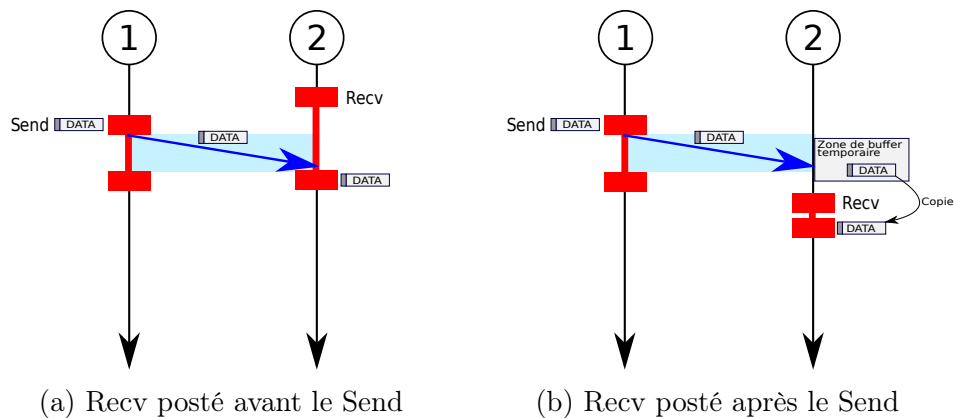 1
2
Recv
Send
DATA
DATA
DATA
(a) Recv posté avant le Send
1
2
Send
DATA
DATA
Zone de buffer
temporaire
DATA
Recv
Copie
DATA
(b) Recv posté après le Send